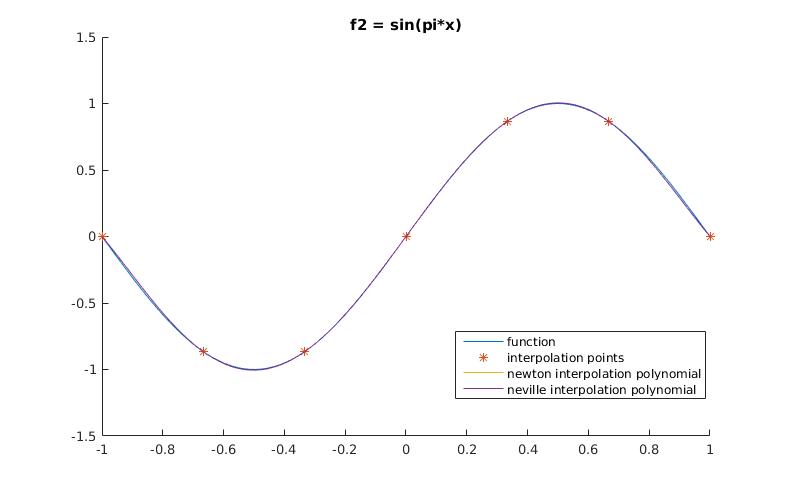 f2 = sin(pi*x)
1.5
1
0.5
0
-0.5
-1
-1.5
-1 -0.8 -0.6 -0.4 -0.2 0 0.2 0.4 0.6 0.8 1
function
interpolation points
newton interpolation polynomial
neville interpolation polynomial